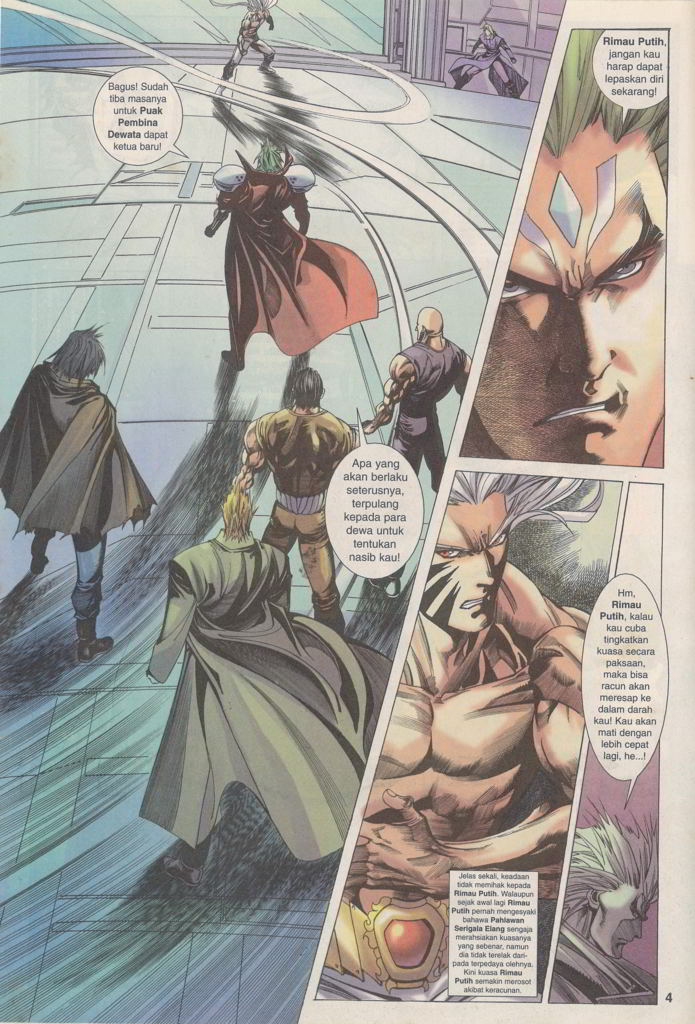 Bagus! Sudah
tiba masanya
untuk Puak
Pembina
Dewata dapat
ketua baru!
Apa yang
akan berlaku
seterusnya,
terpulang
kepada para
dewa untuk
tentukan
nasib kau!
Rimau Putih,
jangan kau
harap dapat
lepaskan diri
sekarang!
Hm,
Rimau
Putih, kalau
kau cuba
tingkatkan
kuasa secara
paksaan,
maka bisa
racun akan
meresap ke
dalam darah
kau! Kau akan
mati dengan
lebih cepat
lagi, he...!
Jelas sekali, keadaan
tidak memihak kepada
Rimau Putih. Walaupun
sejak awal lagi Rimau
Putih pernah mengesyaki
bahawa Pahlawan
Serigala Elang sengaja
merahsiakan kuasanya
yang sebenar, namun
dia tidak terelak dari-
pada terpedaya olehnya.
Kini kuasa Rimau
Putih semakin merosot
akibat keracunan.
4